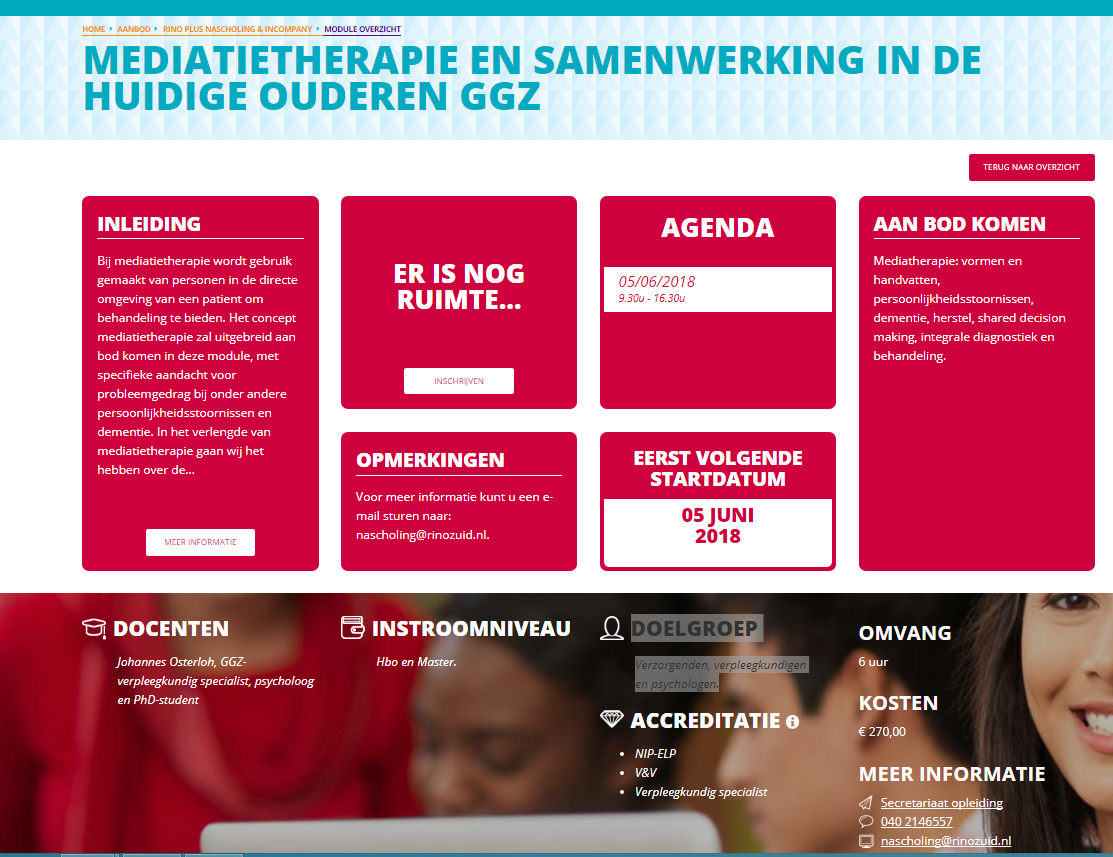 HOME AANBOD RINO PLUS NASCHOLING & INCOMPANY MODULE OVERZICHT
MEDIATIETHERAPIE EN SAMENWERKING IN DE
HUIDIGE OUDEREN GGZ
TERUG NAAR OVERZICHT
INLEIDING
Bij mediatietherapie wordt gebruik
gemaakt van personen in de directe
omgeving van een patient om
behandeling te bieden. Het concept
mediatietherapie zal uitgebreid aan
bod komen in deze module, met
specifieke aandacht voor
probleemgedrag bij onder andere
persoonlijkheidsstoornissen en
dementie. In het verlengde van
mediatietherapie gaan wij het
hebben over de...
MEER INFORMATIE
ER IS NOG
RUIMTE...
INSCHRIJVEN
AGENDA
05/06/2018
9.30u - 16.30u
AAN BOD KOMEN
Mediatherapie: vormen en
handvatten,
persoonlijkheidsstoornissen,
dementie, herstel, shared decision
making, integrale diagnostiek en
behandeling.
OPMERKINGEN
Voor meer informatie kunt u een e-
mail sturen naar:
nascholing@rinozuid.nl.
EERST VOLGENDE
STARTDATUM
05 JUNI
2018
DOCENTEN
Johannes Osterloh, GGZ-
verpleegkundig specialist, psycholoog
en PhD-student
INSTROOMNIVEAU
Hbo en Master.
DOELGROEP
Verzorgenden, verpleegkundigen
en psychologen.
ACCREDITATIE
• NIP-ELP
• V&V
• Verpleegkundig specialist
OMVANG
6 uur
KOSTEN
€ 270,00
MEER INFORMATIE
Secretariaat opleiding
040 2146557
nascholing@rinozuid.nl